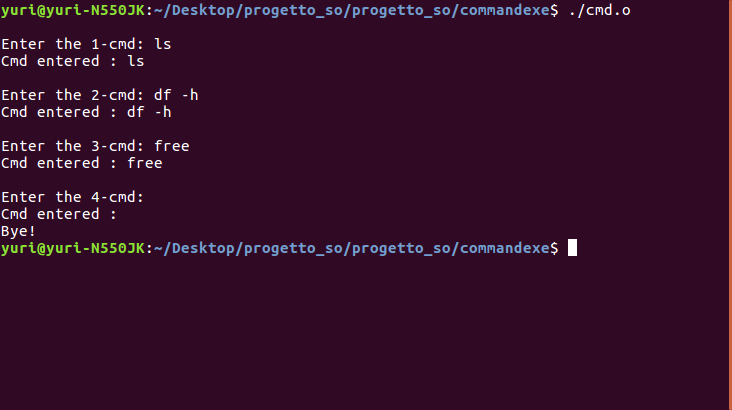 yuri@yuri-N550JK:~/Desktop/progetto_so/progetto_so/commandexe$ ./cmd.o
Enter the 1-cmd: ls
Cmd entered : ls
Enter the 2-cmd: df -h
Cmd entered : df -h
Enter the 3-cmd: free
Cmd entered : free
Enter the 4-cmd:
Cmd entered :
Bye!
yuri@yuri-N550JK:~/Desktop/progetto_so/progetto_so/commandexe$